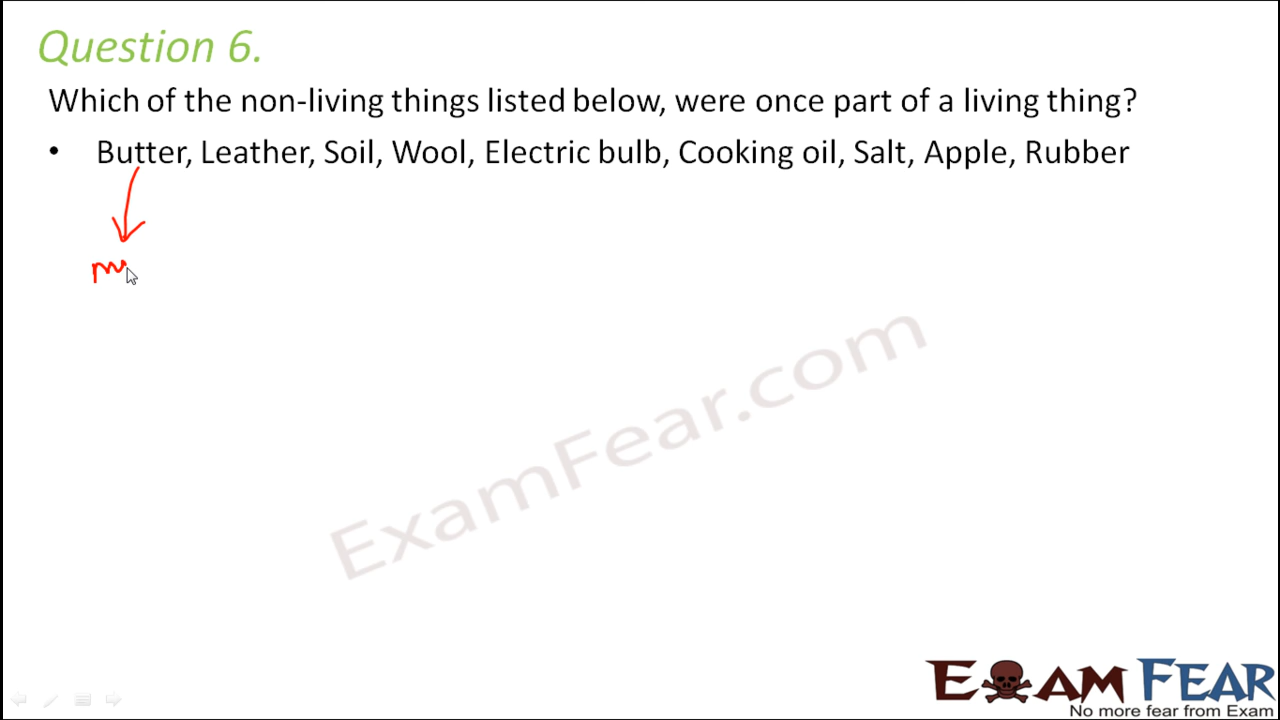 Question 6.
Which of the non-living things listed below, were once part of a living thing?
• Butter, Leather, Soil, Wool, Electric bulb, Cooking oil, Salt, Apple, Rubber
ExamFear.com
EXAM FEAR
No more fear from Exam